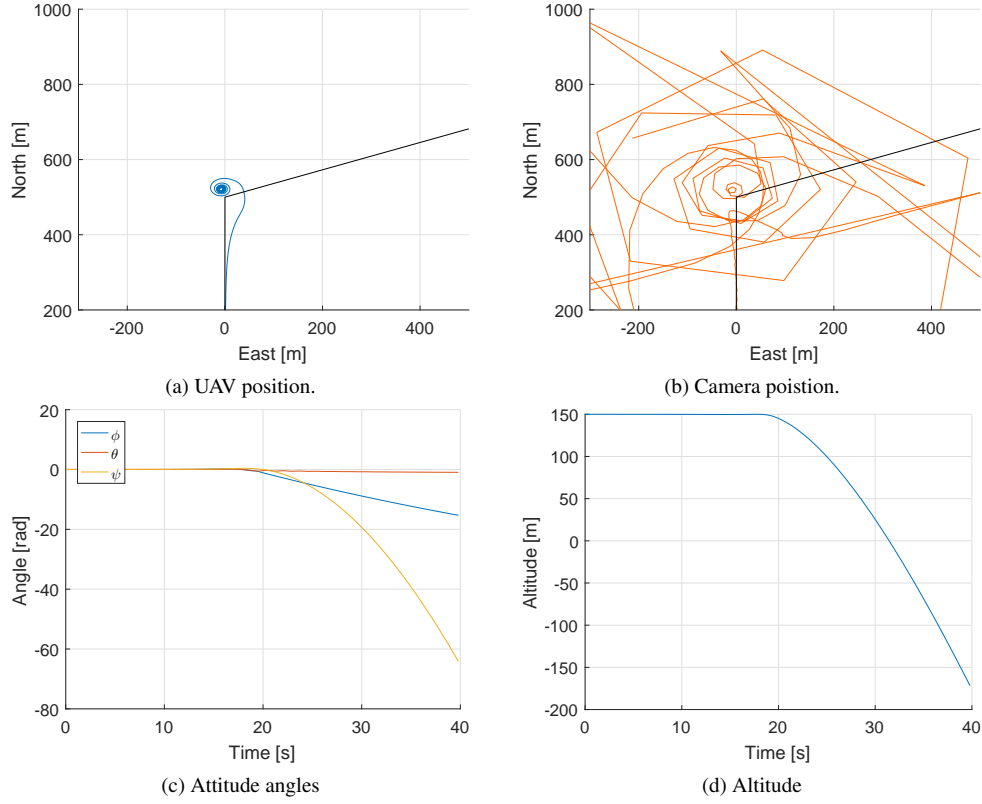 1000
800
600
400
200
North [m]
-200
0
200
400
East [m]
(a) UAV position.
1000
800
600
400
200
North [m]
-200
0
200
400
East [m]
(b) Camera poistion.
20
0
-20
-40
-60
-80
Angle [rad]
ϕ
θ
ψ
0
10
20
30
40
Time [s]
(c) Attitude angles
150
100
50
0
-50
-100
-150
-200
Altitude [m]
0
10
20
30
40
Time [s]
(d) Altitude